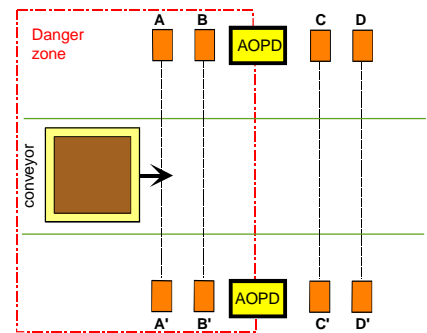 A B C D
Danger
zone
AOPD
conveyor
AOPD
A' B' C' D'